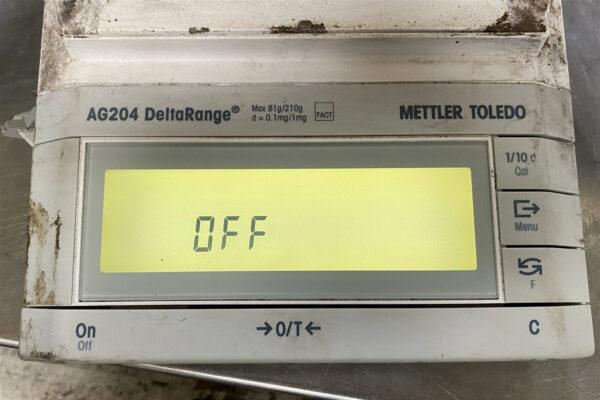 AG204 DeltaRange®
Max 81g/210g
d = 0.1mg/1mg
FACT
METTLER TOLEDO
1/10 d
Cal
OFF
Menu
F
On
Off
→0/T←
C